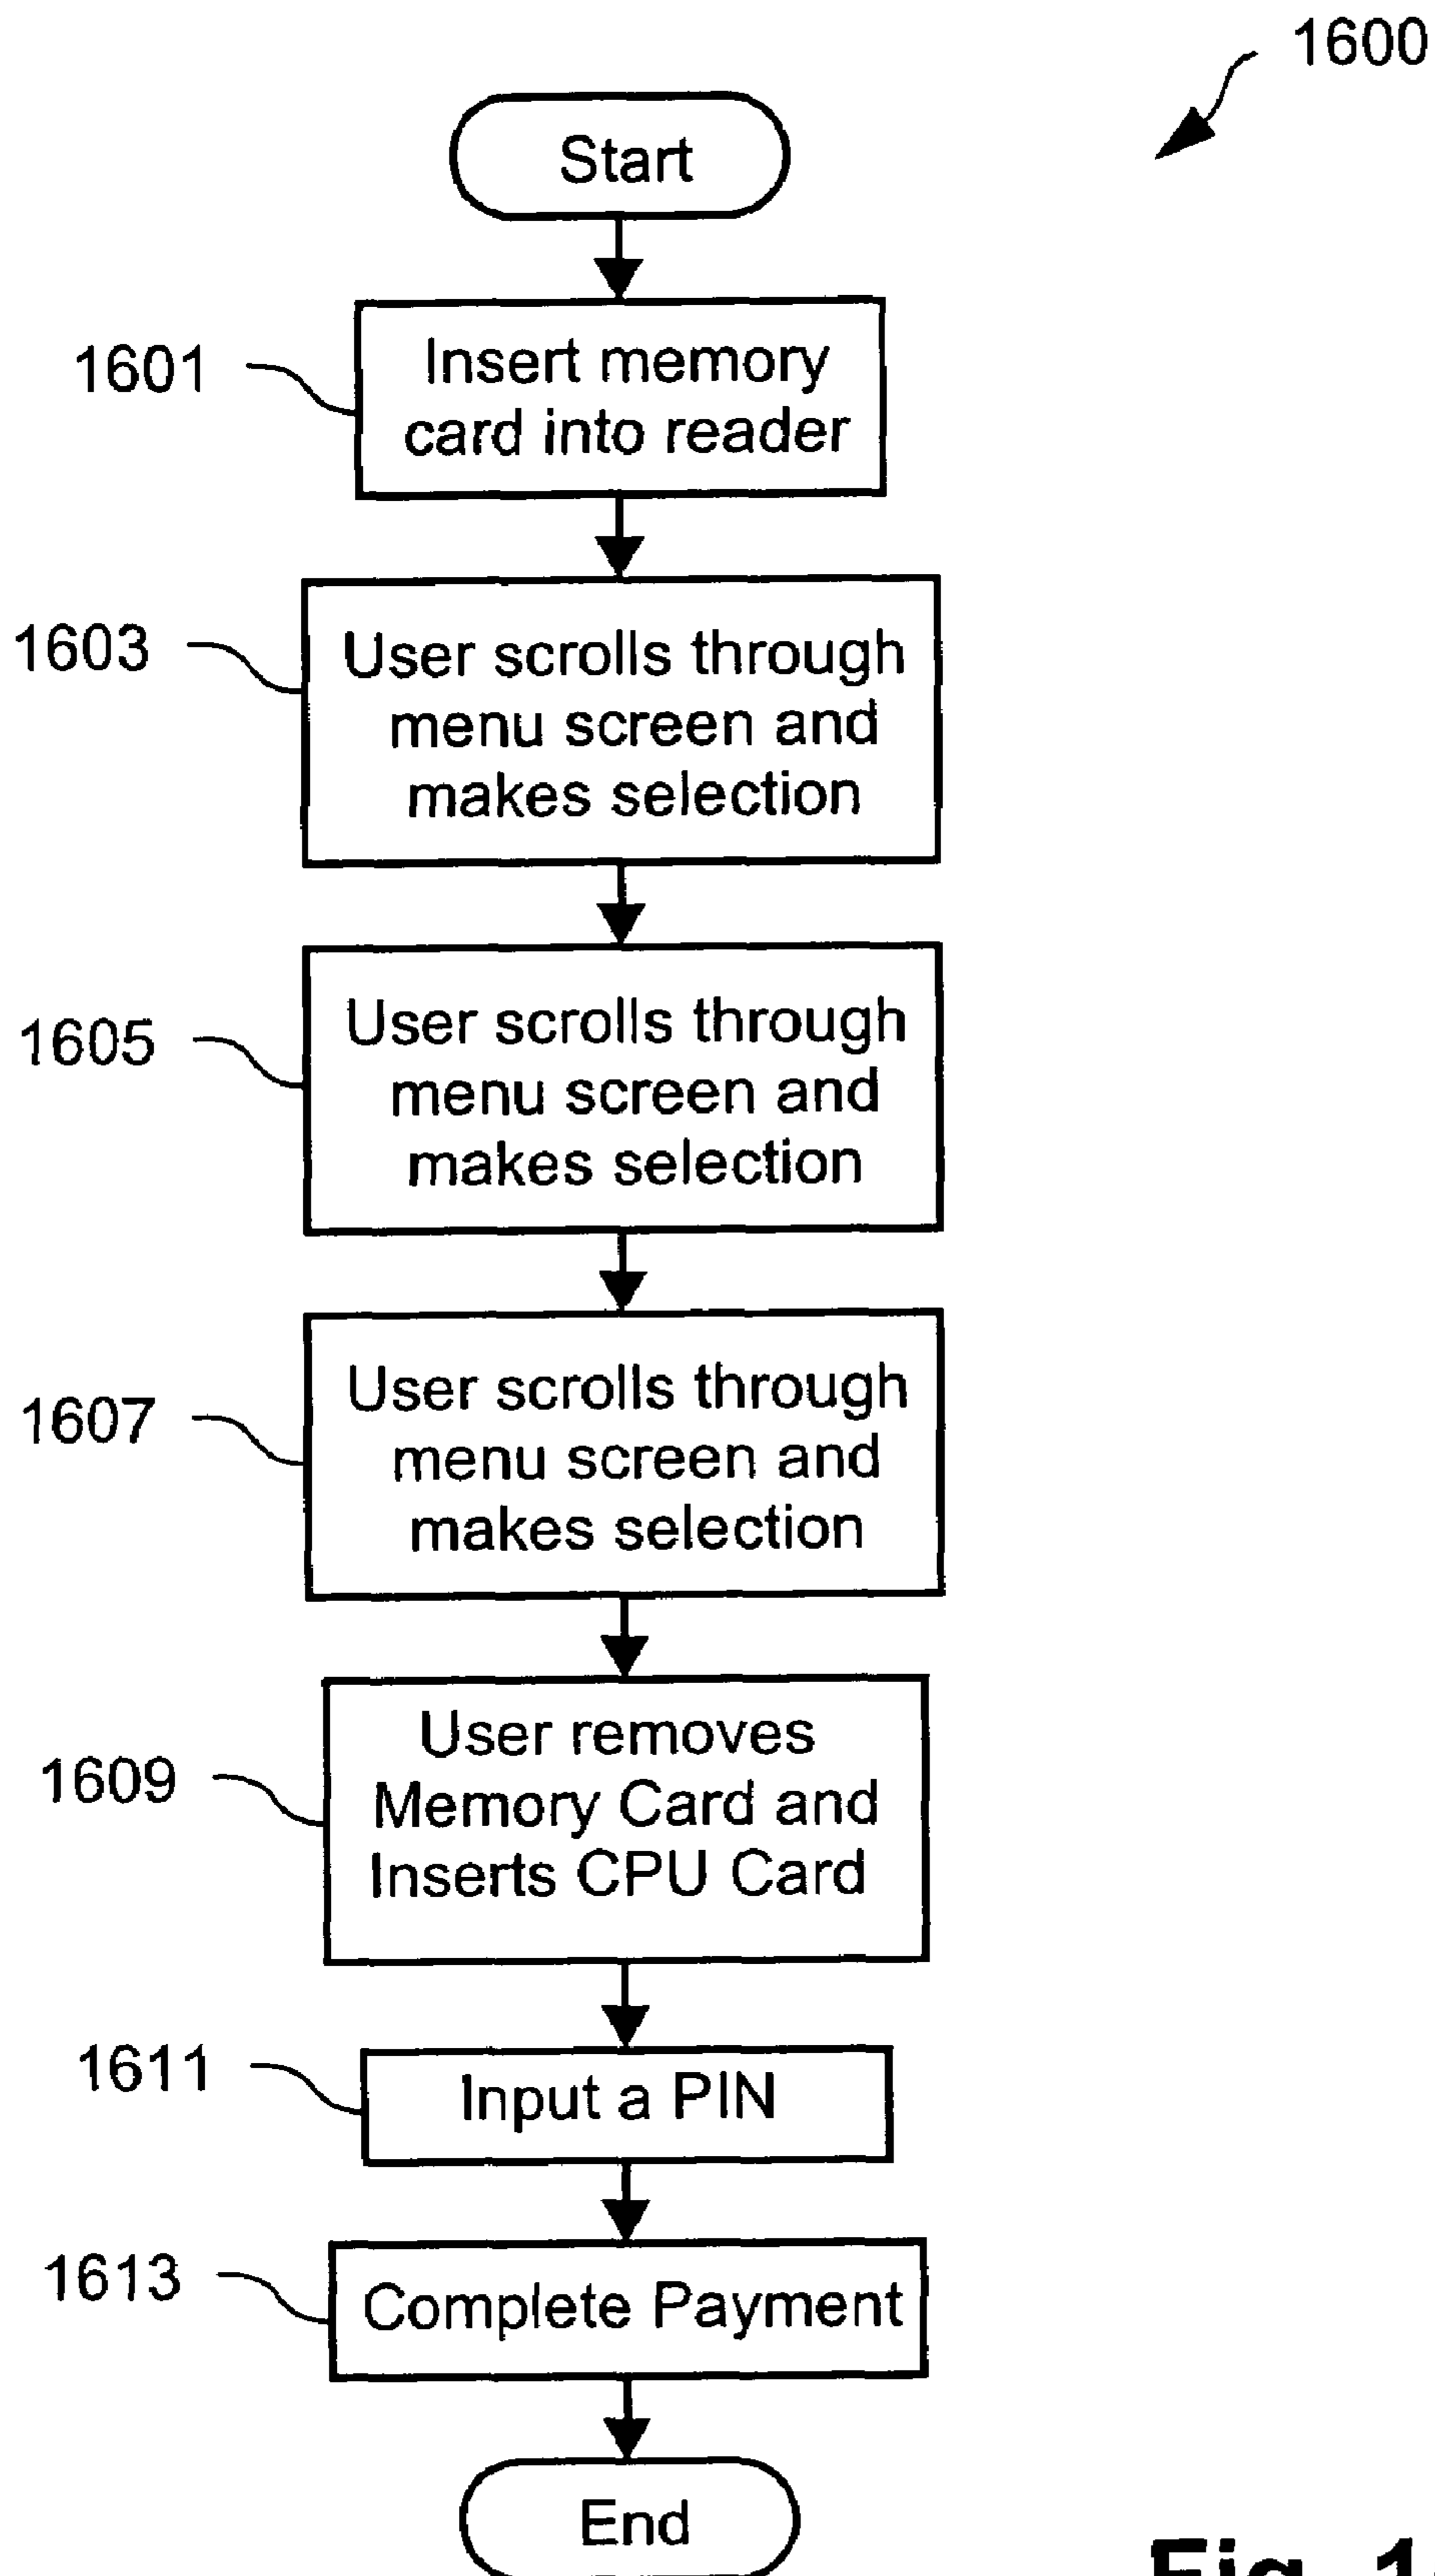 1600
Start
1601
Insert memory
card into reader
1603
User scrolls through
menu screen and
makes selection
1605
User scrolls through
menu screen and
makes selection
1607
User scrolls through
menu screen and
makes selection
1609
User removes
Memory Card and
Inserts CPU Card
1611
Input a PIN
1613
Complete Payment
End